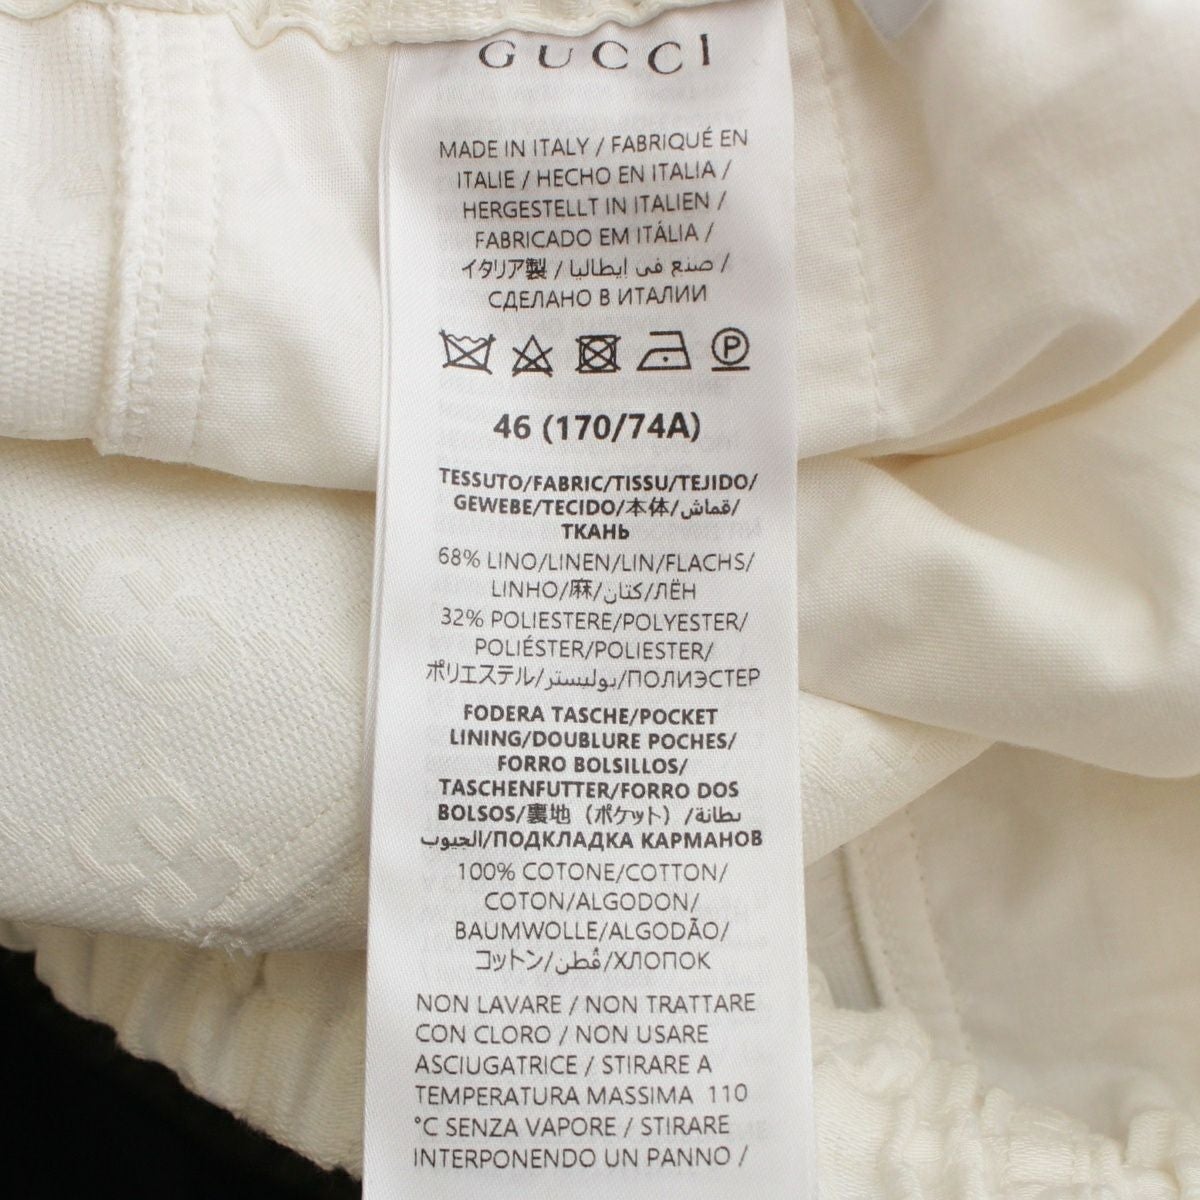 GUCCI
MADE IN ITALY / FABRIQUÉ EN
ITALIE / HECHO EN ITALIA /
HERGESTELLT IN ITALIEN /
FABRICADO EM ITÁLIA /
イタリア製 / صنع في إيطاليا /
СДЕЛАНО В ИТАЛИИ
P
46 (170/74A)
TESSUTO/FABRIC/TISSU/TEJIDO/
GEWEBE/TECIDO/本体/قماش/
ТКАНЬ
68% LINO/LINEN/LIN/FLACHS/
LINHO/麻/كتان/ЛЁН
32% POLIESTERE/POLYESTER/
POLIÉSTER/POLIESTER/
ポリエステル/بوليستر/ПОЛИЭСТЕР
FODERA TASCHE/POCKET
LINING/DOUBLURE POCHES/
FORRO BOLSILLOS/
TASCHENFUTTER/FORRO DOS
BOLSOS/裏地（ポケット）/بطانة
الجيوب/ПОДКЛАДКА КАРМАНОВ
100% COTONE/COTTON/
COTON/ALGODON/
BAUMWOLLE/ALGODÃO/
コットン/قُطن/ХЛОПОК
NON LAVARE / NON TRATTARE
CON CLORO / NON USARE
ASCIUGATRICE / STIRARE A
TEMPERATURA MASSIMA 110
°C SENZA VAPORE / STIRARE
INTERPONENDO UN PANNO /